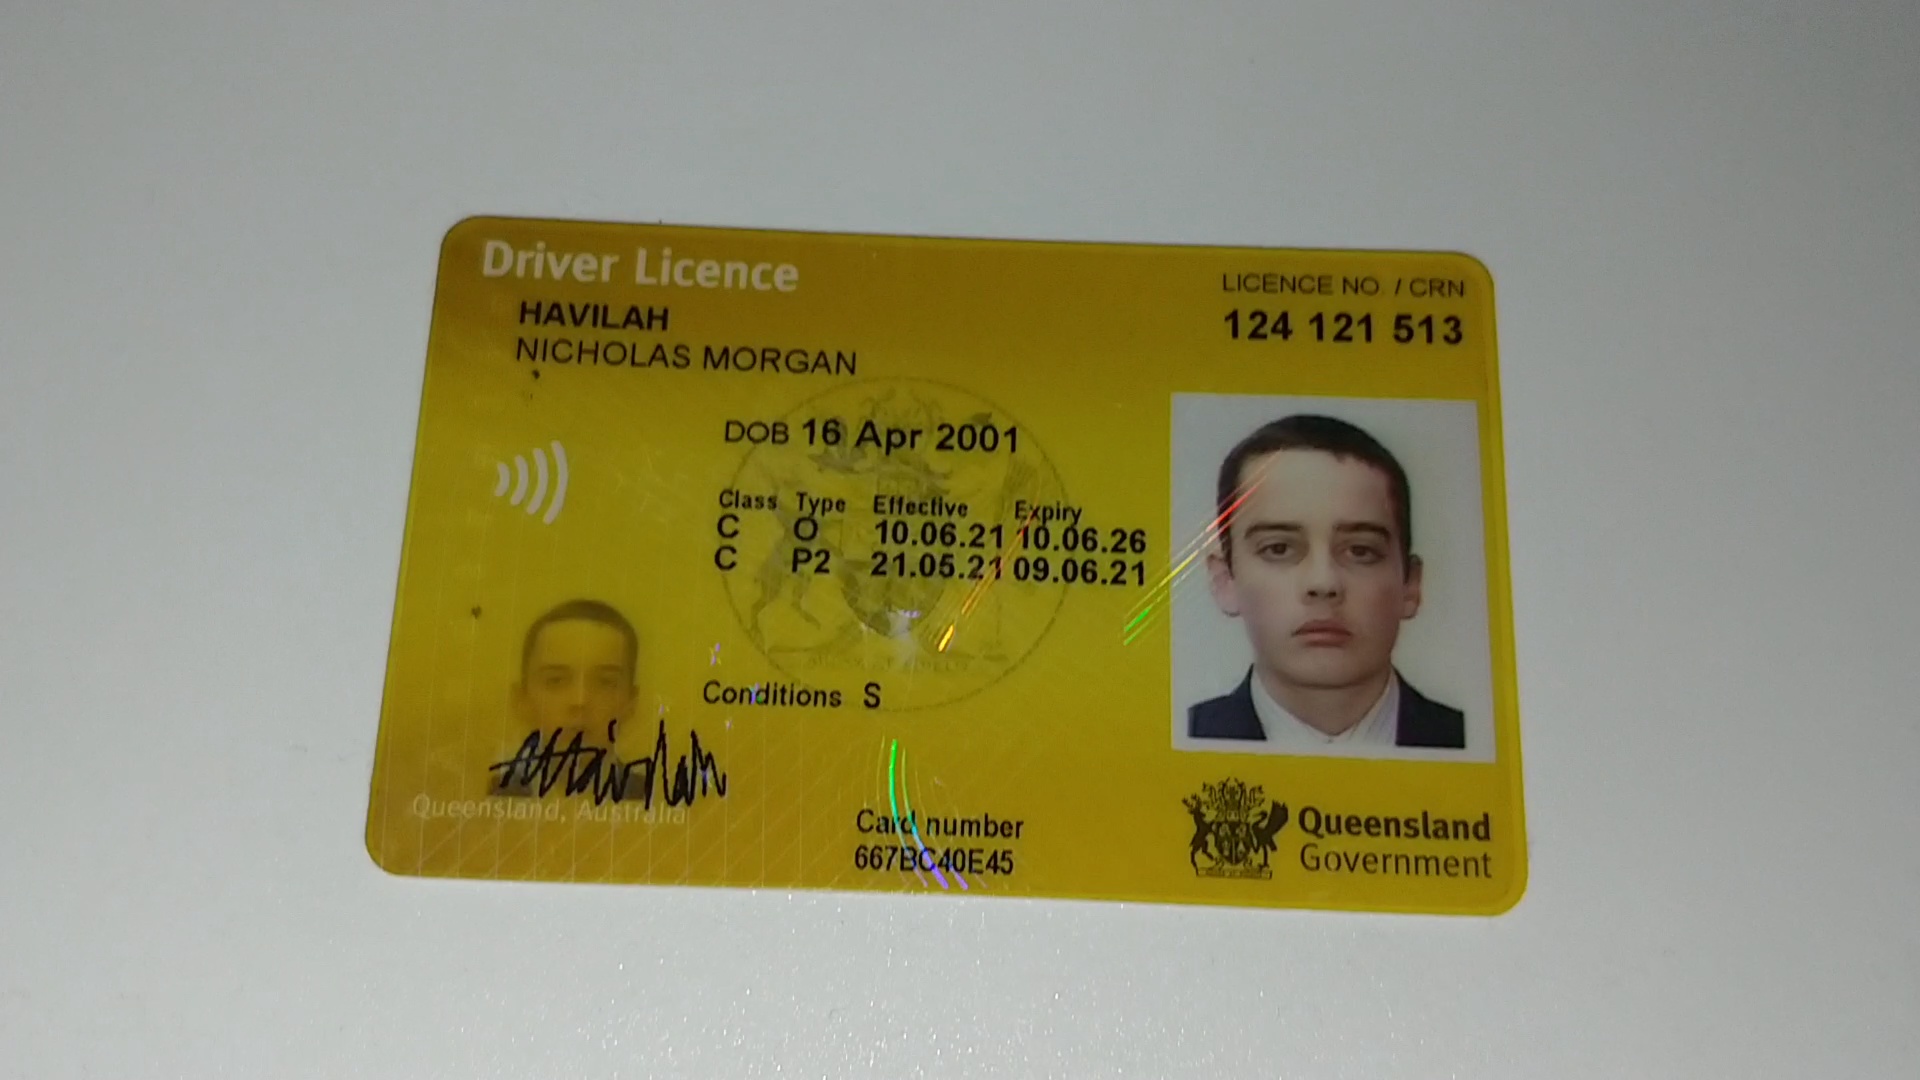 Driver Licence
LICENCE NO. / CRN
HAVILAH
124 121 513
NICHOLAS MORGAN
DOB 16 Apr 2001
Class Type Effective Expiry
C O 10.06.21 10.06.26
C P2 21.05.21 09.06.21
Conditions S
Queensland, Australia
Card number
667BC40E45
Queensland
Government